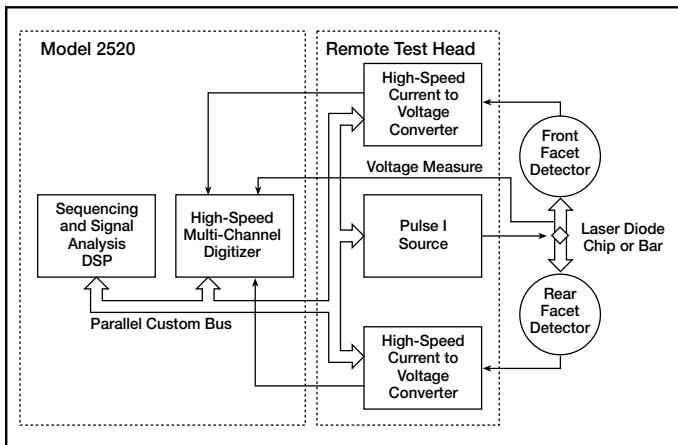 Model 2520
Remote Test Head
High-Speed
Current to
Voltage
Converter
Front
Facet
Detector
Voltage Measure
Sequencing
and Signal
Analysis
DSP
High-Speed
Multi-Channel
Digitizer
Pulse I
Source
Laser Diode
Chip or Bar
Parallel Custom Bus
High-Speed
Current to
Voltage
Converter
Rear
Facet
Detector